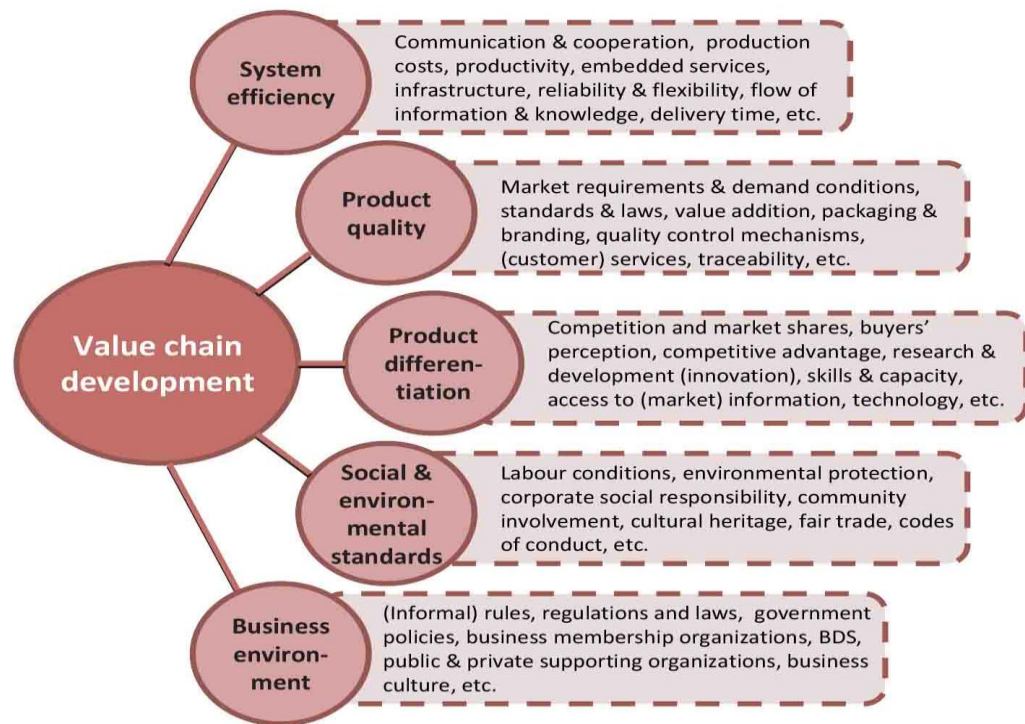 System
efficiency
Communication & cooperation, production
costs, productivity, embedded services,
infrastructure, reliability & flexibility, flow of
information & knowledge, delivery time, etc.
Product
quality
Market requirements & demand conditions,
standards & laws, value addition, packaging &
branding, quality control mechanisms,
(customer) services, traceability, etc.
Value chain
development
Product
differen-
tiation
Competition and market shares, buyers’
perception, competitive advantage, research &
development (innovation), skills & capacity,
access to (market) information, technology, etc.
Social &
environ-
mental
standards
Labour conditions, environmental protection,
corporate social responsibility, community
involvement, cultural heritage, fair trade, codes
of conduct, etc.
Business
environ-
ment
(Informal) rules, regulations and laws, government
policies, business membership organizations, BDS,
public & private supporting organizations, business
culture, etc.